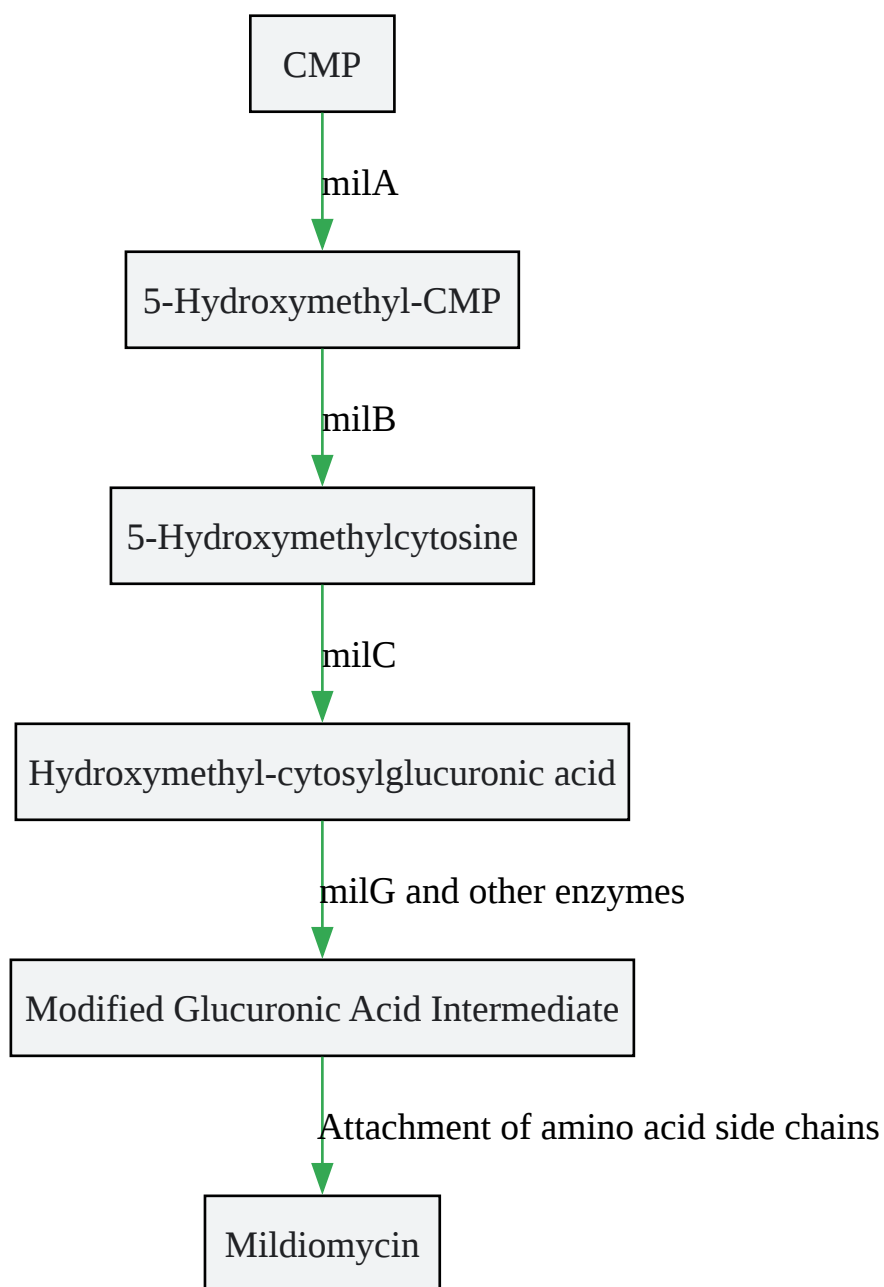 CMP
milA
5-Hydroxymethyl-CMP
milB
5-Hydroxymethylcytosine
milC
Hydroxymethyl-cytosylglucuronic acid
milG and other enzymes
Modified Glucuronic Acid Intermediate
Attachment of amino acid side chains
Mildiomycin